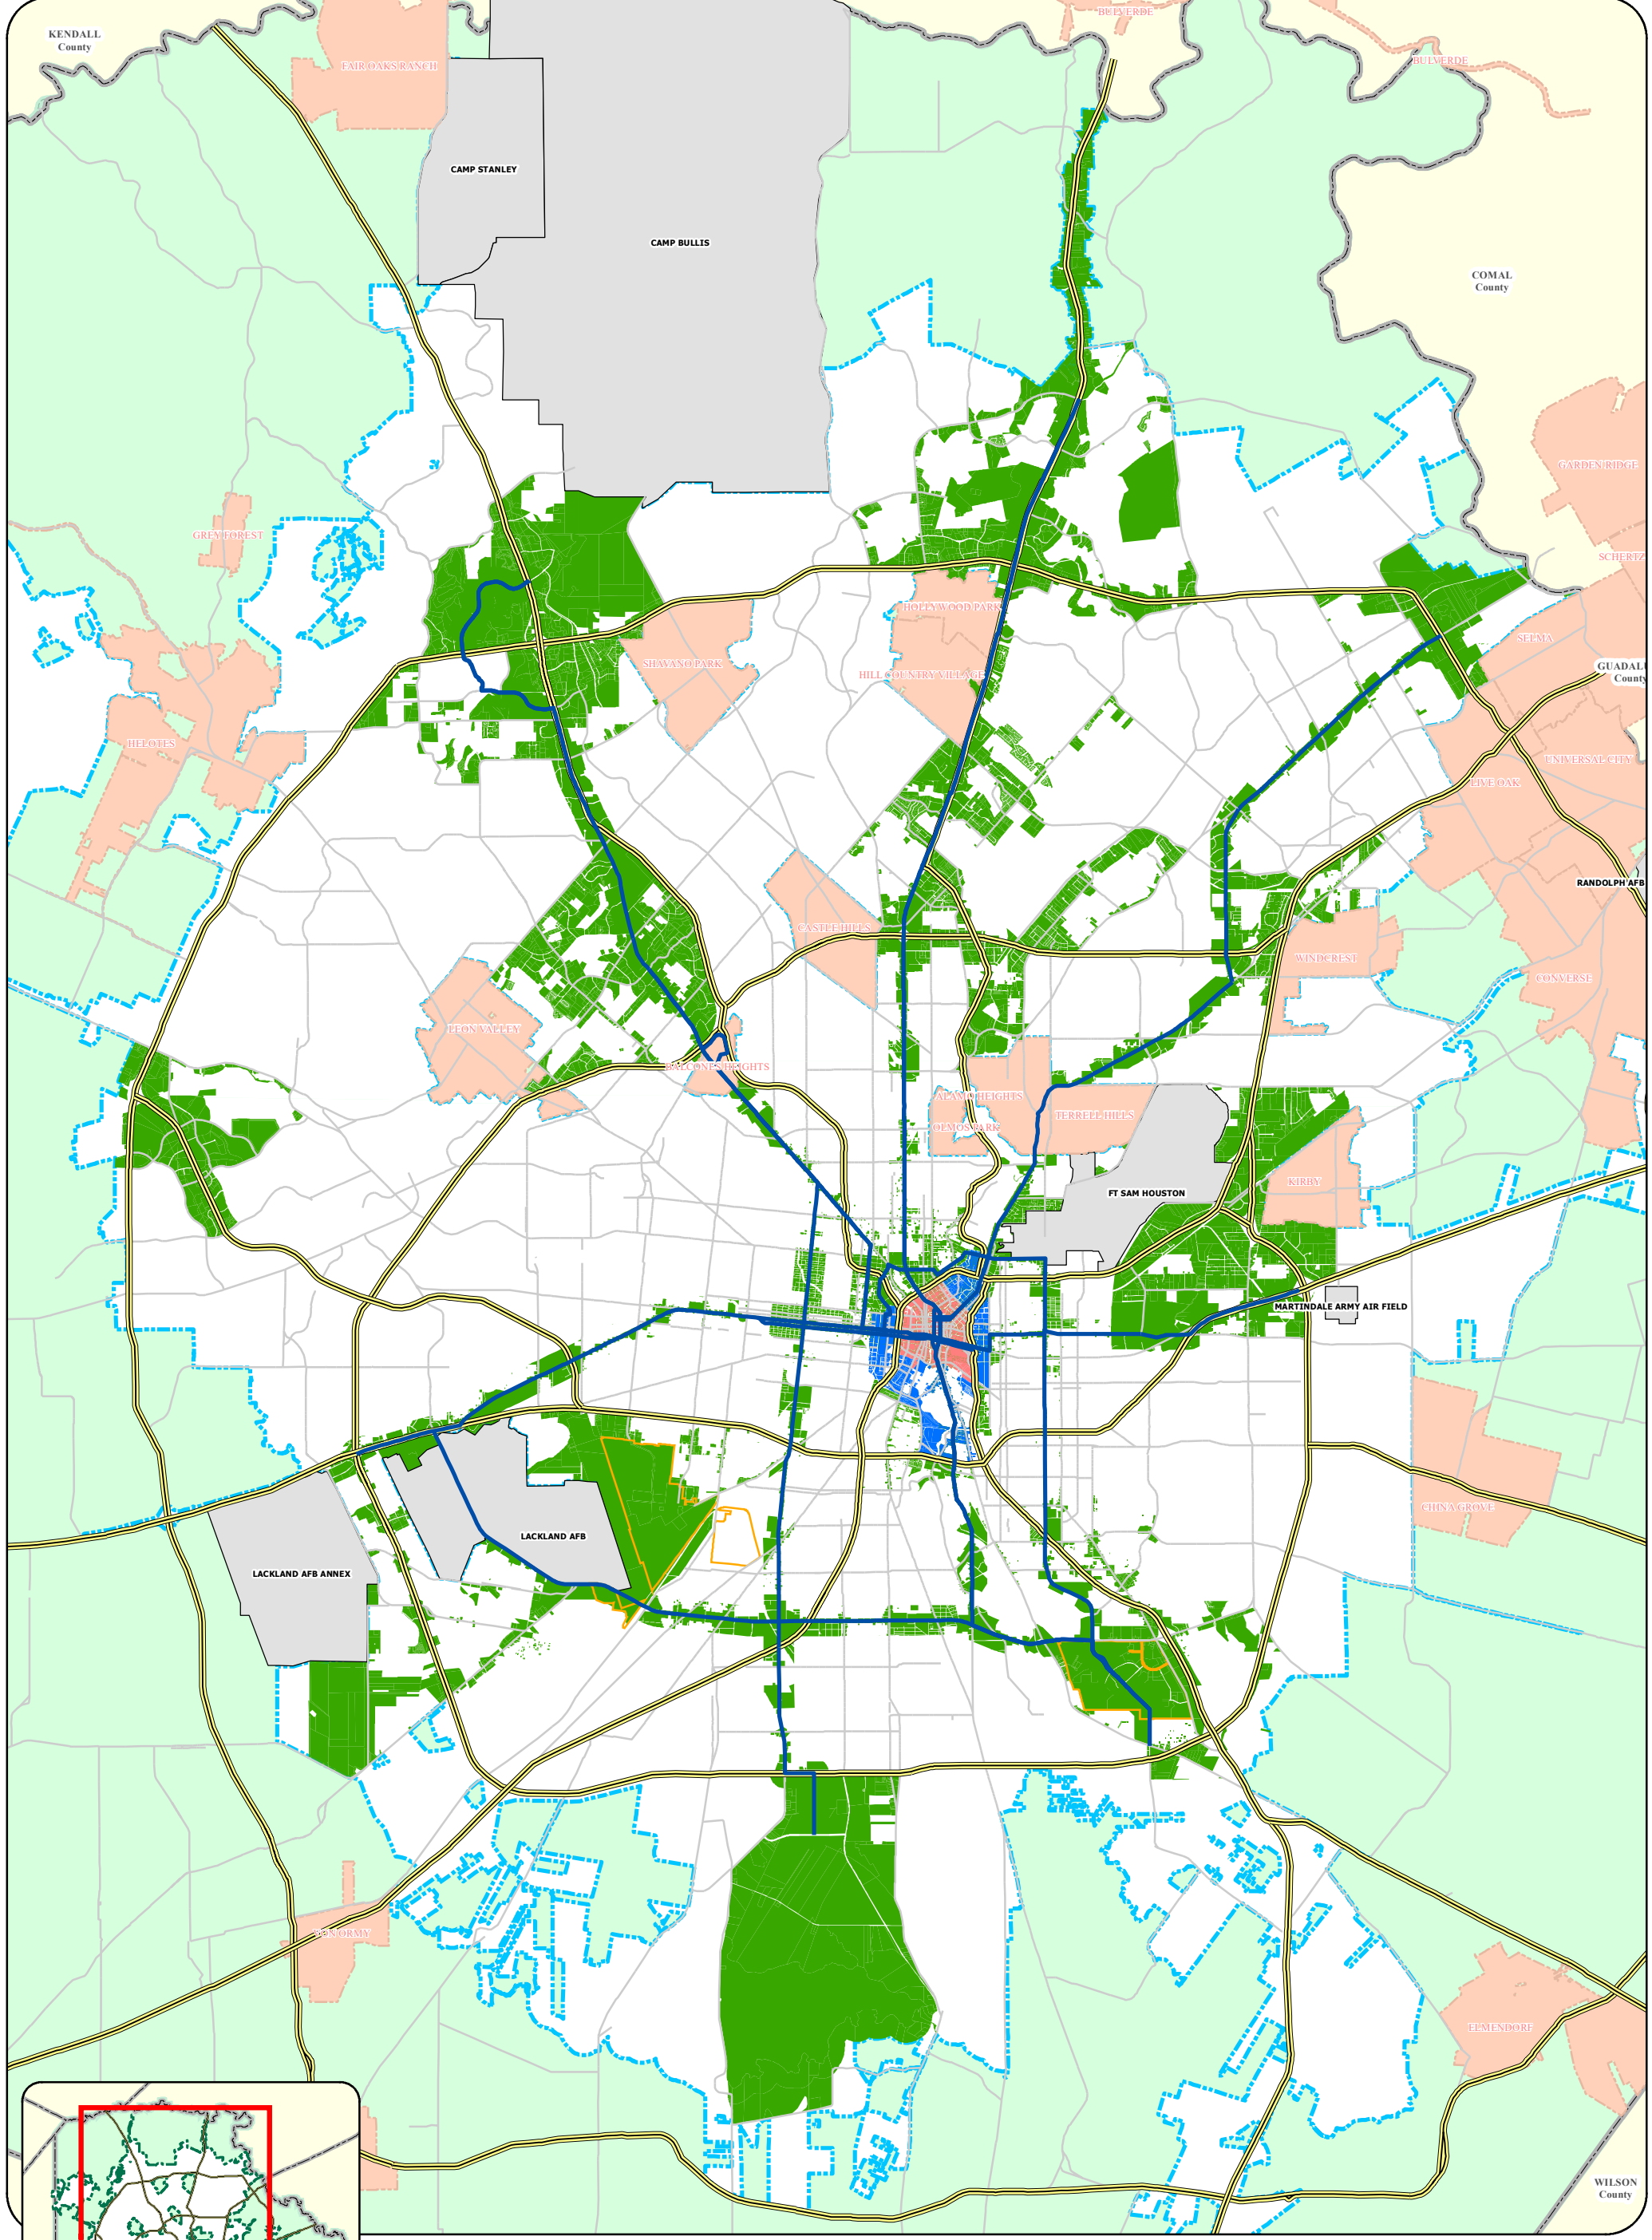 BULVERDE
KENDALL
County
FAIR OAKS RANCH
BULVERDE
CAMP STANLEY
CAMP BULLIS
COMAL
County
GARDEN RIDGE
GREY FOREST
SCHERTZ
HOLLYWOOD PARK
SELMA
SHAVANO PARK
GUADALU
County
HILL COUNTRY VILLAGE
HELOTES
UNIVERSAL CITY
LIVE OAK
RANDOLPH AFB
CASTLE HILLS
WINDCREST
CONVERSE
LEON VALLEY
BALCONES HEIGHTS
ALAMO HEIGHTS
TERRELL HILLS
OLMOS PARK
KIRBY
FT SAM HOUSTON
MARTINDALE ARMY AIR FIELD
CHINA GROVE
LACKLAND AFB
LACKLAND AFB ANNEX
VON ORMY
ELMENDORF
WILSON
County